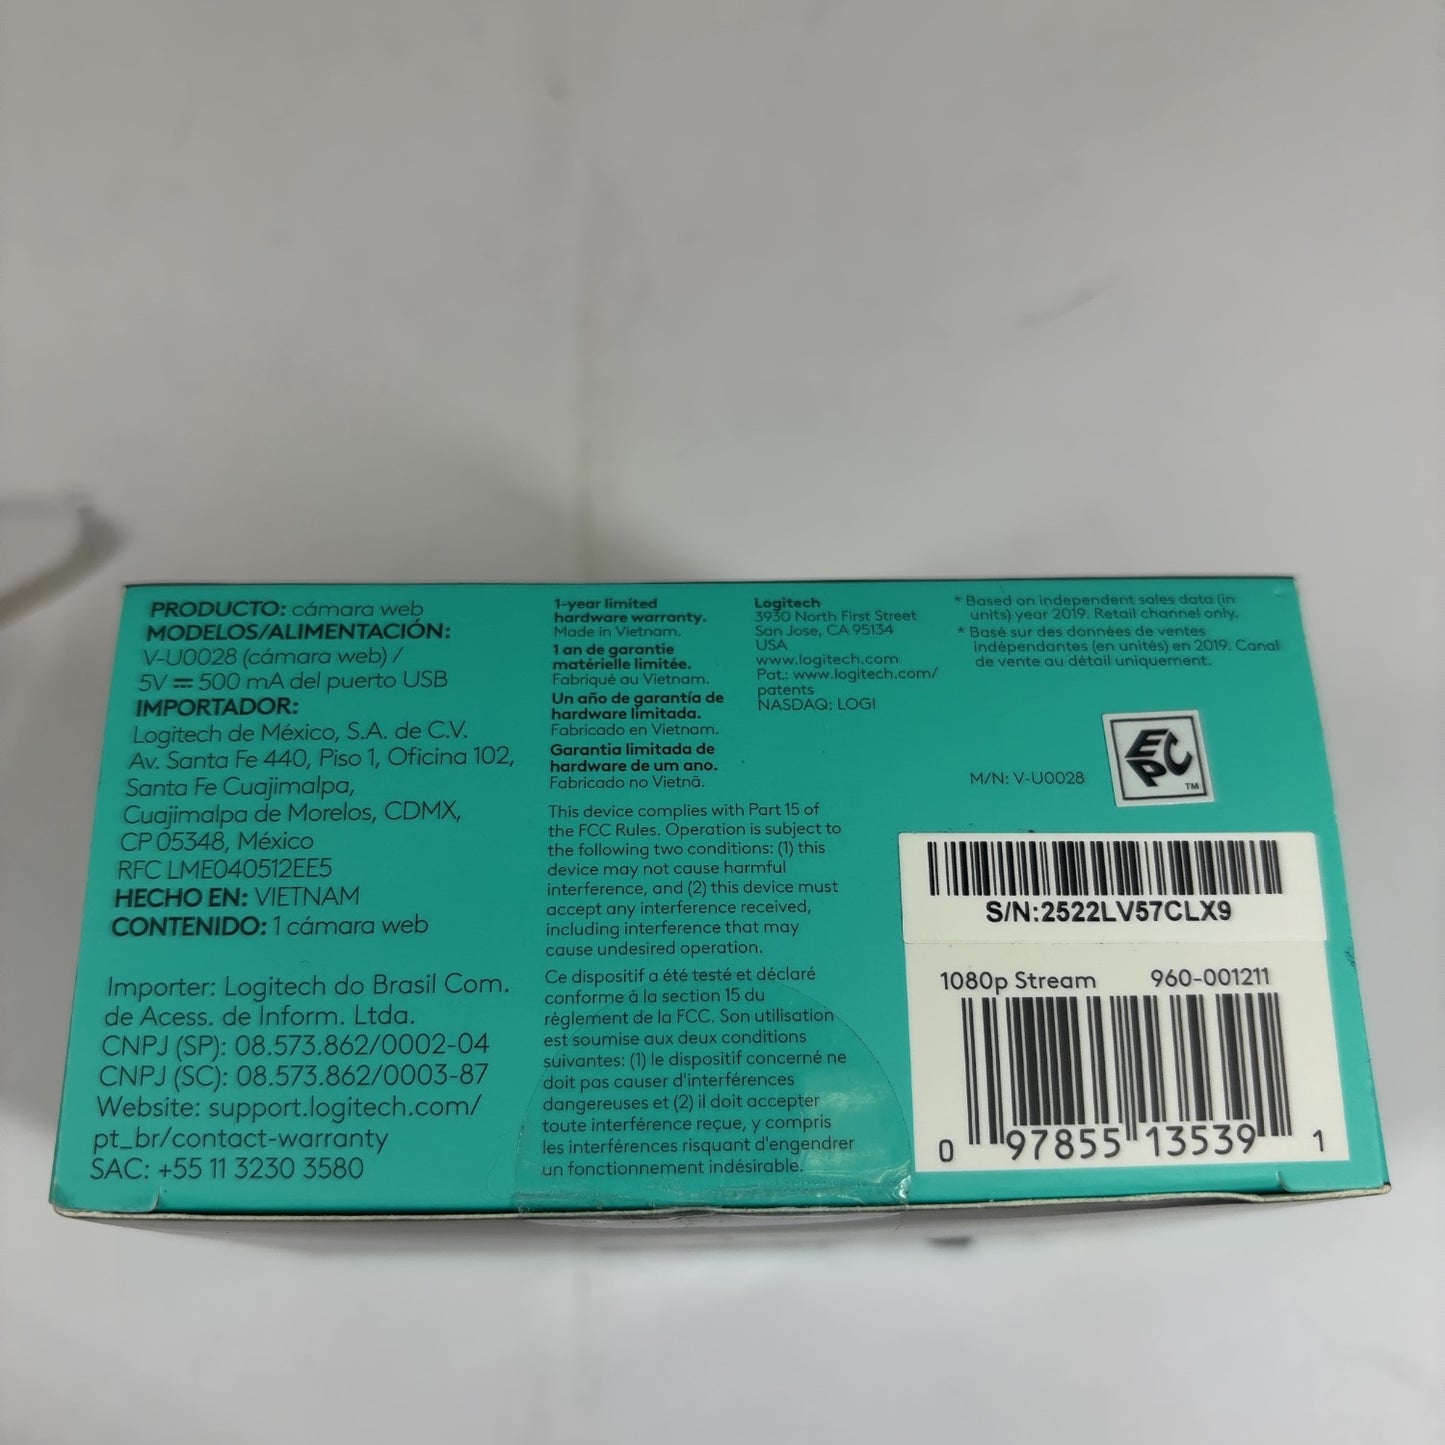 PRODUCTO: cámara web
MODELOS/ALIMENTACIÓN:
V-U0028 (cámara web) /
5V ⎓ 500 mA del puerto USB
IMPORTADOR:
Logitech de México, S.A. de C.V.
Av. Santa Fe 440, Piso 1, Oficina 102,
Santa Fe Cuajimalpa,
Cuajimalpa de Morelos, CDMX,
CP 05348, México
RFC LME040512EE5
HECHO EN: VIETNAM
CONTENIDO: 1 cámara web
Importer: Logitech do Brasil Com.
de Acess. de Inform. Ltda.
CNPJ (SP): 08.573.862/0002-04
CNPJ (SC): 08.573.862/0003-87
Website: support.logitech.com/
pt_br/contact-warranty
SAC: +55 11 3230 3580
1-year limited
hardware warranty.
Made in Vietnam.
1 an de garantie
matérielle limitée.
Fabriqué au Vietnam.
Un año de garantía de
hardware limitada.
Fabricado en Vietnam.
Garantia limitada de
hardware de um ano.
Fabricado no Vietnã.
This device complies with Part 15 of
the FCC Rules. Operation is subject to
the following two conditions: (1) this
device may not cause harmful
interference, and (2) this device must
accept any interference received,
including interference that may
cause undesired operation.
Ce dispositif a été testé et déclaré
conforme à la section 15 du
règlement de la FCC. Son utilisation
est soumise aux deux conditions
suivantes: (1) le dispositif concerné ne
doit pas causer d'interférences
dangereuses et (2) il doit accepter
toute interférence reçue, y compris
les interférences risquant d'engendrer
un fonctionnement indésirable.
Logitech
3930 North First Street
San Jose, CA 95134
USA
www.logitech.com
Pat.: www.logitech.com/
patents
NASDAQ: LOGI
* Based on independent sales data (in
units) year 2019. Retail channel only.
* Basé sur des données de ventes
indépendantes (en unités) en 2019. Canal
de vente au détail uniquement.
M/N: V-U0028
EPC™
S/N:2522LV57CLX9
1080p Stream 960-001211
0 97855 13539 1